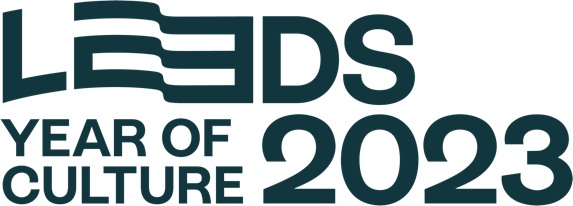 LEEDS
YEAR OF
CULTURE
2023